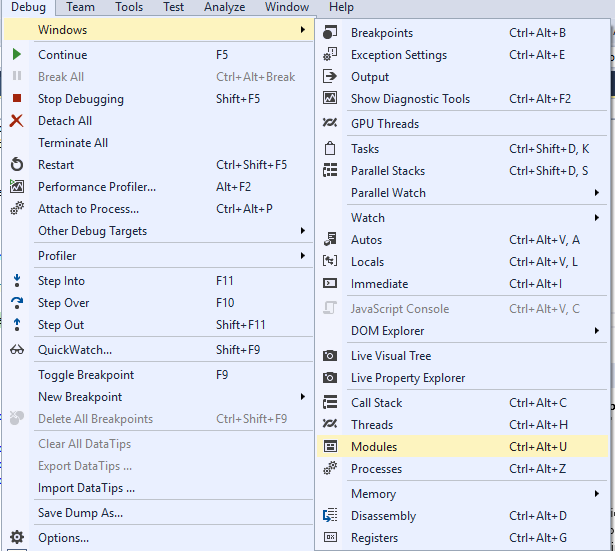 Debug Team Tools Test Analyze Window Help
Windows
Continue F5
Break All Ctrl+Alt+Break
Stop Debugging Shift+F5
Detach All
Terminate All
Restart Ctrl+Shift+F5
Performance Profiler... Alt+F2
Attach to Process... Ctrl+Alt+P
Other Debug Targets
Profiler
Step Into F11
Step Over F10
Step Out Shift+F11
QuickWatch... Shift+F9
Toggle Breakpoint F9
New Breakpoint
Delete All Breakpoints Ctrl+Shift+F9
Clear All DataTips
Export DataTips ...
Import DataTips ...
Save Dump As...
Options...
Breakpoints Ctrl+Alt+B
Exception Settings Ctrl+Alt+E
Output
Show Diagnostic Tools Ctrl+Alt+F2
GPU Threads
Tasks Ctrl+Shift+D, K
Parallel Stacks Ctrl+Shift+D, S
Parallel Watch
Watch
Autos Ctrl+Alt+V, A
Locals Ctrl+Alt+V, L
Immediate Ctrl+Alt+I
JavaScript Console Ctrl+Alt+V, C
DOM Explorer
Live Visual Tree
Live Property Explorer
Call Stack Ctrl+Alt+C
Threads Ctrl+Alt+H
Modules Ctrl+Alt+U
Processes Ctrl+Alt+Z
Memory
Disassembly Ctrl+Alt+D
Registers Ctrl+Alt+G